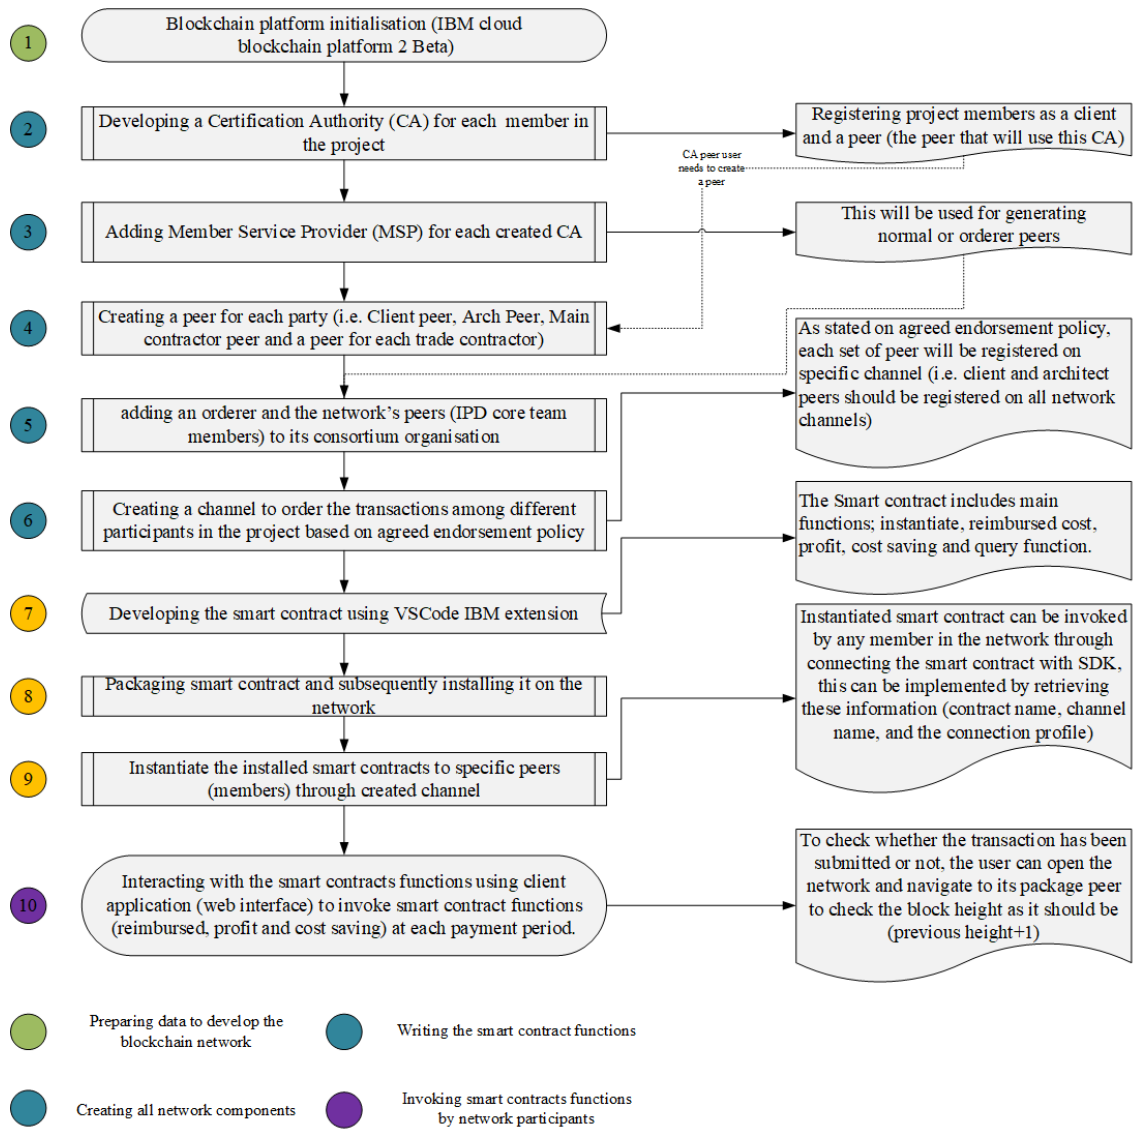 1
Blockchain platform initialisation (IBM cloud
blockchain platform 2 Beta)
2
Developing a Certification Authority (CA) for each member in
the project
Registering project members as a client
and a peer (the peer that will use this CA)
CA peer user
needs to create
a peer
3
Adding Member Service Provider (MSP) for each created CA
This will be used for generating
normal or orderer peers
4
Creating a peer for each party (i.e. Client peer, Arch Peer, Main
contractor peer and a peer for each trade contractor)
As stated on agreed endorsement policy,
each set of peer will be registered on
specific channel (i.e. client and architect
peers should be registered on all network
channels)
5
adding an orderer and the network's peers (IPD core team
members) to its consortium organisation
6
Creating a channel to order the transactions among different
participants in the project based on agreed endorsement policy
The Smart contract includes main
functions; instantiate, reimbursed cost,
profit, cost saving and query function.
7
Developing the smart contract using VSCode IBM extension
Instantiated smart contract can be invoked
by any member in the network through
connecting the smart contract with SDK,
this can be implemented by retrieving
these information (contract name, channel
name, and the connection profile)
8
Packaging smart contract and subsequently installing it on the
network
9
Instantiate the installed smart contracts to specific peers
(members) through created channel
10
Interacting with the smart contracts functions using client
application (web interface) to invoke smart contract functions
(reimbursed, profit and cost saving) at each payment period.
To check whether the transaction has been
submitted or not, the user can open the
network and navigate to its package peer
to check the block height as it should be
(previous height+1)
Preparing data to develop the
blockchain network
Writing the smart contract functions
Creating all network components
Invoking smart contracts functions
by network participants